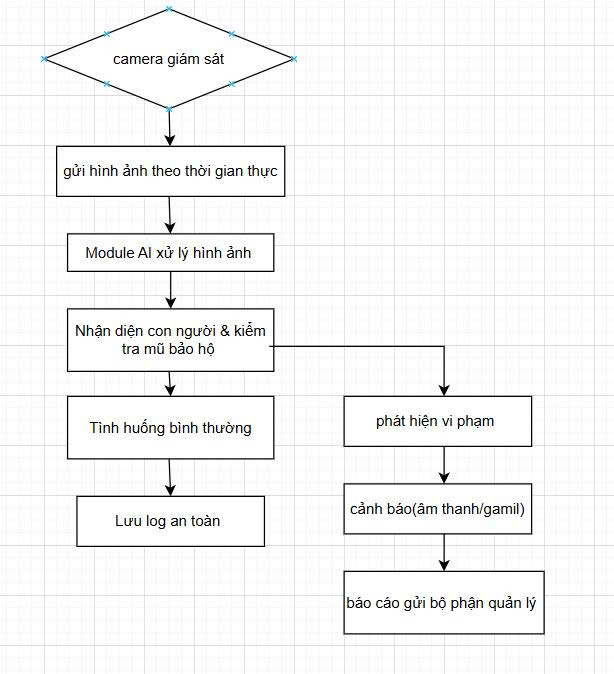 camera giám sát
gửi hình ảnh theo thời gian thực
Module AI xử lý hình ảnh
Nhận diện con người & kiểm
tra mũ bảo hộ
Tình huống bình thường
phát hiện vi phạm
Lưu log an toàn
cảnh báo(âm thanh/gamil)
báo cáo gửi bộ phận quản lý